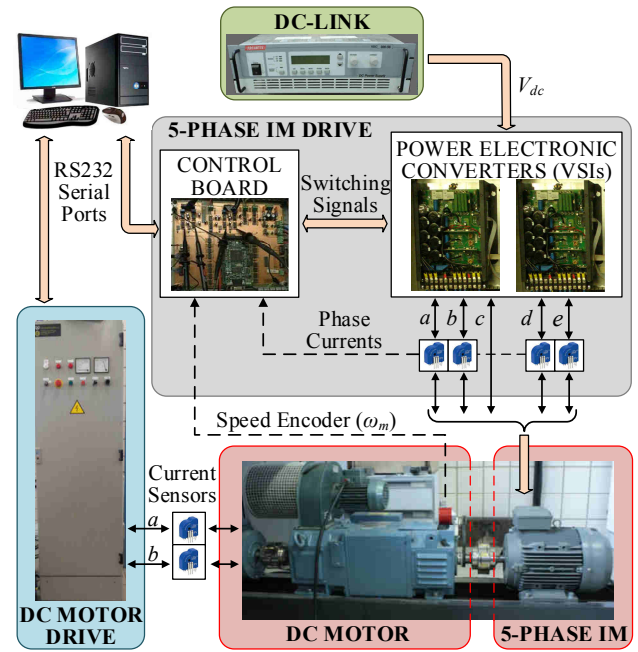 DC-LINK
V_dc
5-PHASE IM DRIVE
RS232
Serial
Ports
CONTROL
BOARD
Switching
Signals
POWER ELECTRONIC
CONVERTERS (VSIs)
a b c d e
Phase
Currents
Speed Encoder (ω_m)
Current
Sensors
a
b
DC MOTOR
DRIVE
DC MOTOR
5-PHASE IM